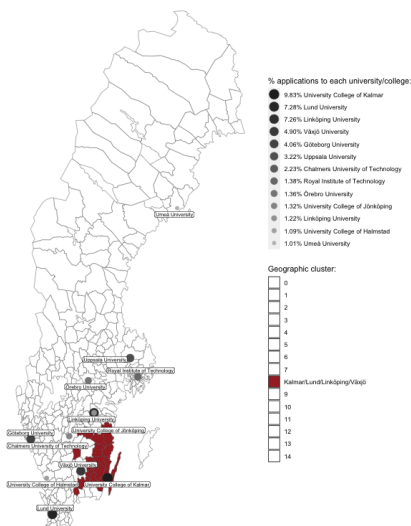 % applications to each university/college:
9.83% University College of Kalmar
7.28% Lund University
7.26% Linköping University
4.90% Växjö University
4.06% Göteborg University
3.22% Uppsala University
2.23% Chalmers University of Technology
1.38% Royal Institute of Technology
1.36% Örebro University
1.32% University College of Jönköping
1.22% Linköping University
1.09% University College of Halmstad
1.01% Umeå University
Umeå University
Geographic cluster:
0
1
2
3
4
5
6
7
Kalmar/Lund/Linköping/Växjö
9
10
11
12
13
14
Uppsala University
Royal Institute of Technology
Örebro University
Linköping University
University College of Jönköping
Göteborg University
Chalmers University of Technology
Växjö University
University College of Halmstad
University College of Kalmar
Lund University